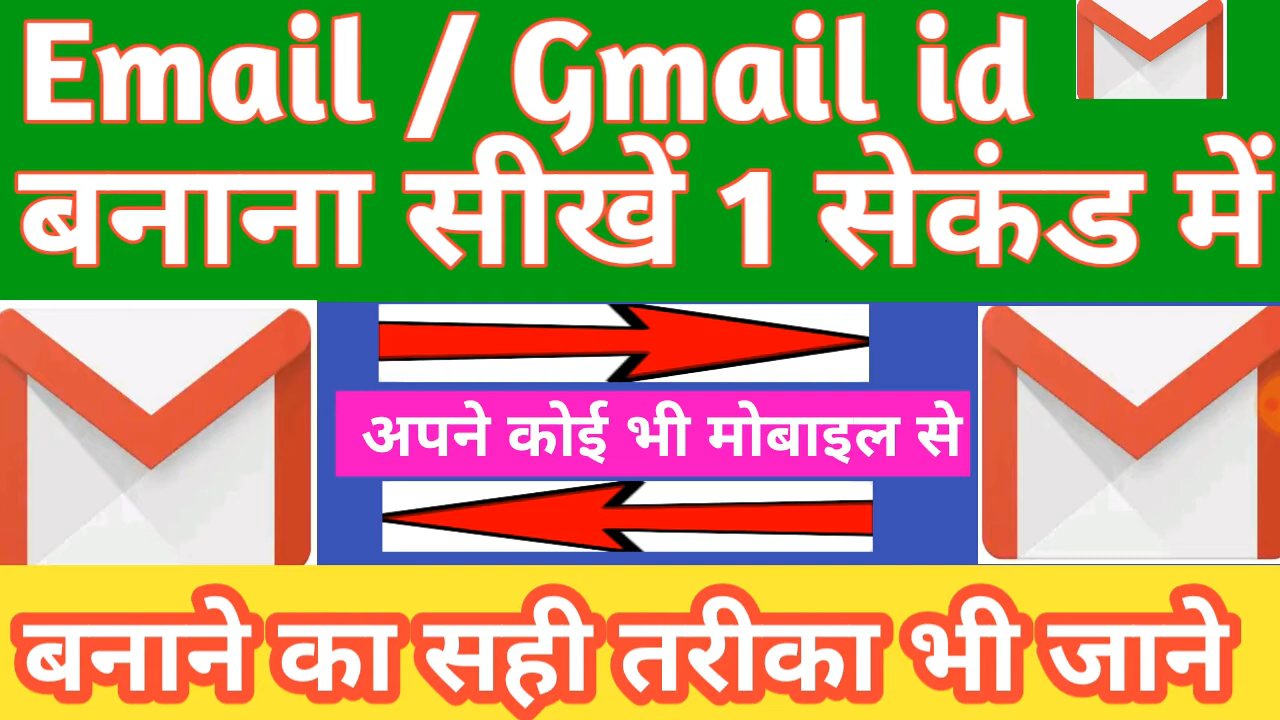 Email / Gmail id
बनाना सीखें 1 सेकंड में
अपने कोई भी मोबाइल से
बनाने का सही तरीका भी जाने